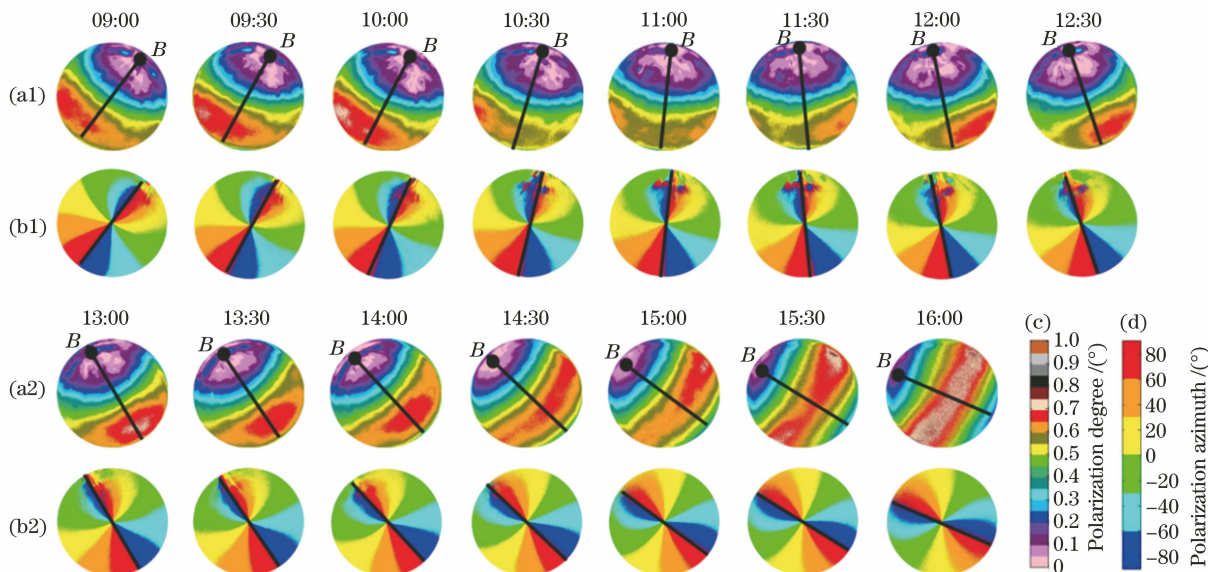 09:00 09:30 10:00 10:30 11:00 11:30 12:00 12:30
B B B B B B B B
(a1)
(b1)
13:00 13:30 14:00 14:30 15:00 15:30 16:00
B B B B B B B
(a2)
(b2)
(c)
1.0
0.9
0.8
0.7
0.6
0.5
0.4
0.3
0.2
0.1
0
Polarization degree /(°)
(d)
80
60
40
20
0
−20
−40
−60
−80
Polarization azimuth /(°)